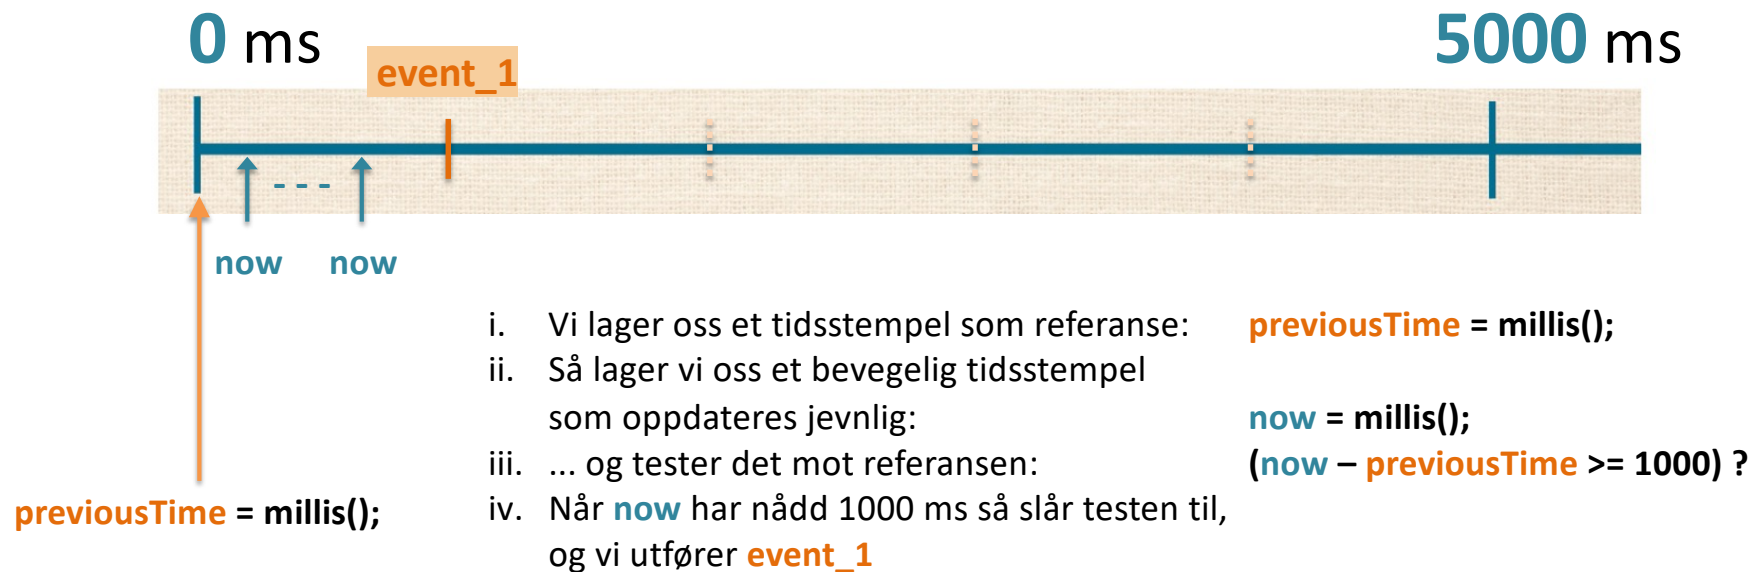 0 ms
5000 ms
event_1
now now
i. Vi lager oss et tidsstempel som referanse: previousTime = millis();
ii. Så lager vi oss et bevegelig tidsstempel
som oppdateres jevnlig: now = millis();
iii. ... og tester det mot referansen: (now – previousTime >= 1000) ?
previousTime = millis();
iv. Når now har nådd 1000 ms så slår testen til,
og vi utfører event_1